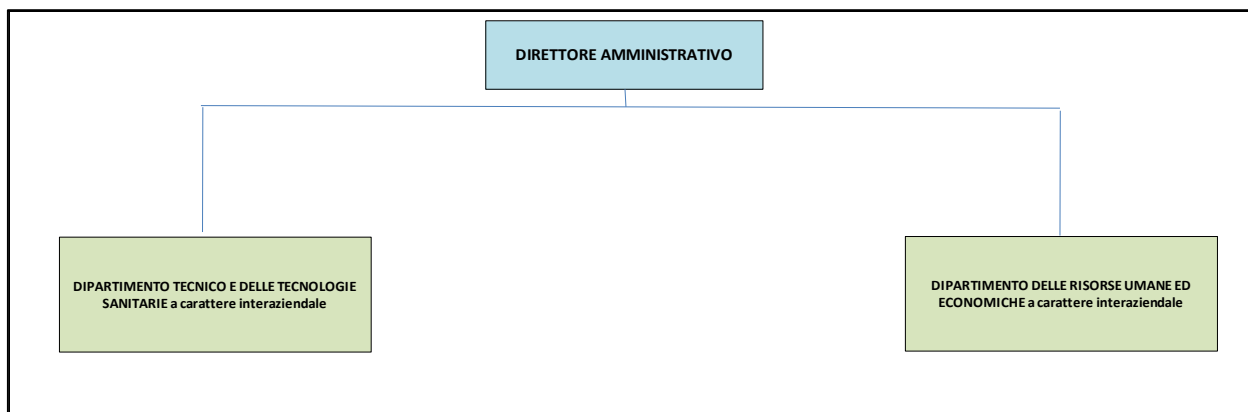 DIRETTORE AMMINISTRATIVO
DIPARTIMENTO TECNICO E DELLE TECNOLOGIE
SANITARIE a carattere interaziendale
DIPARTIMENTO DELLE RISORSE UMANE ED
ECONOMICHE a carattere interaziendale